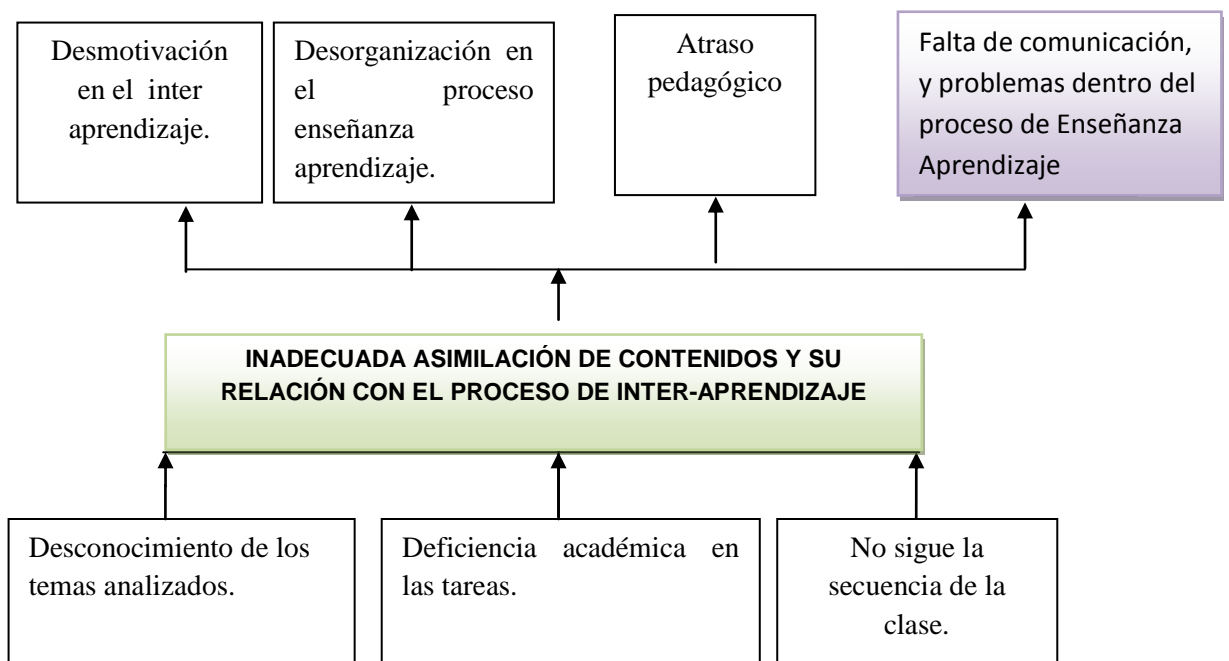 Desmotivación
en el inter
aprendizaje.
Desorganización en
el proceso
enseñanza
aprendizaje.
Atraso
pedagógico
Falta de comunicación,
y problemas dentro del
proceso de Enseñanza
Aprendizaje
INADECUADA ASIMILACIÓN DE CONTENIDOS Y SU
RELACIÓN CON EL PROCESO DE INTER-APRENDIZAJE
Desconocimiento de los
temas analizados.
Deficiencia académica en
las tareas.
No sigue la
secuencia de la
clase.